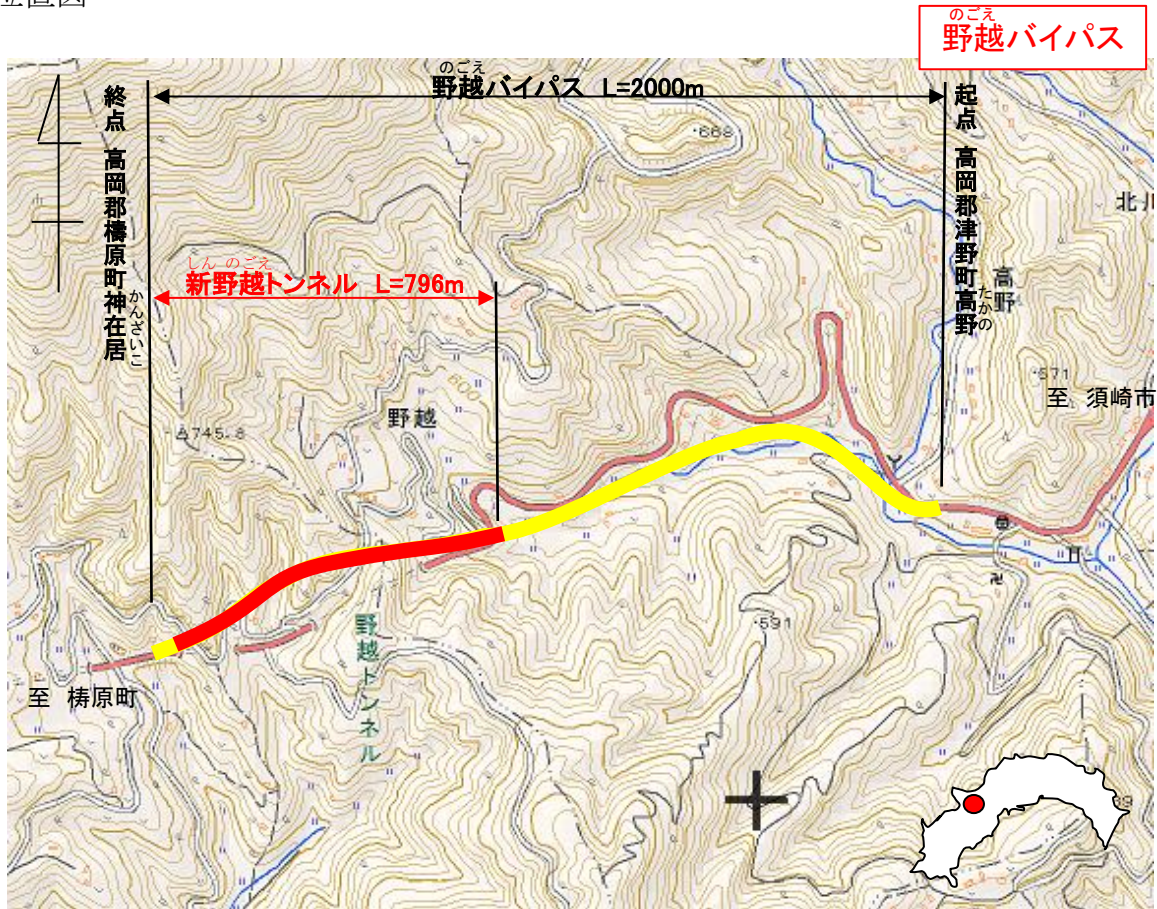 位置図
のごえ
野越バイパス
のごえ
野越バイパス L=2000m
終点 高岡郡檮原町神在居
かんざいこ
起点 高岡郡津野町高野
たかの
しんのごえ
新野越トンネル L=796m
・668
北川
高野
・571
至 須崎市
600
野越
745.8
野越トンネル
・591
至 梼原町